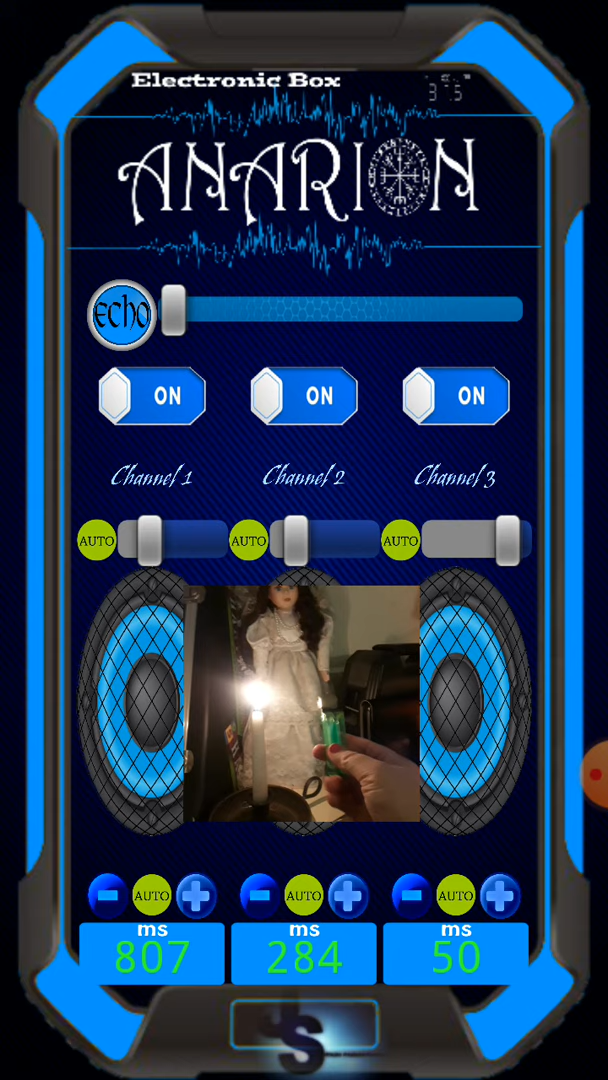 Electronic Box
ANARION
echo
ON ON ON
Channel 1 Channel 2 Channel 3
AUTO AUTO AUTO
AUTO AUTO AUTO
ms ms ms
807 284 50
S